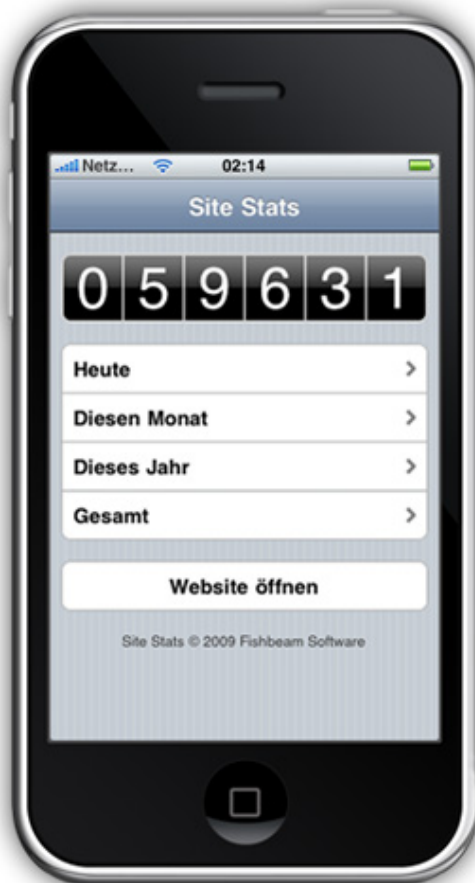 Netz... 02:14
Site Stats
059631
Heute
Diesen Monat
Dieses Jahr
Gesamt
Website öffnen
Site Stats © 2009 Fishbeam Software